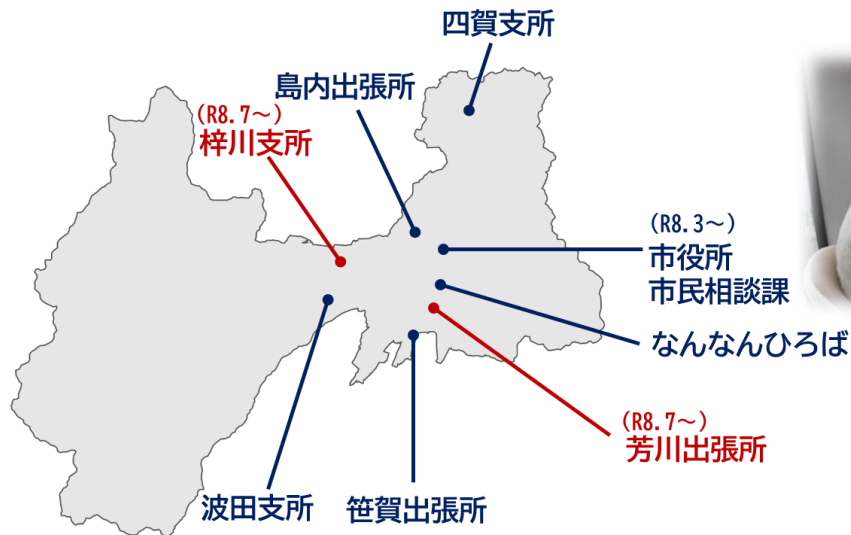 四賀支所
島内出張所
(R8.7～)
梓川支所
(R8.3～)
市役所
市民相談課
なんなんひろば
(R8.7～)
芳川出張所
波田支所
笹賀出張所